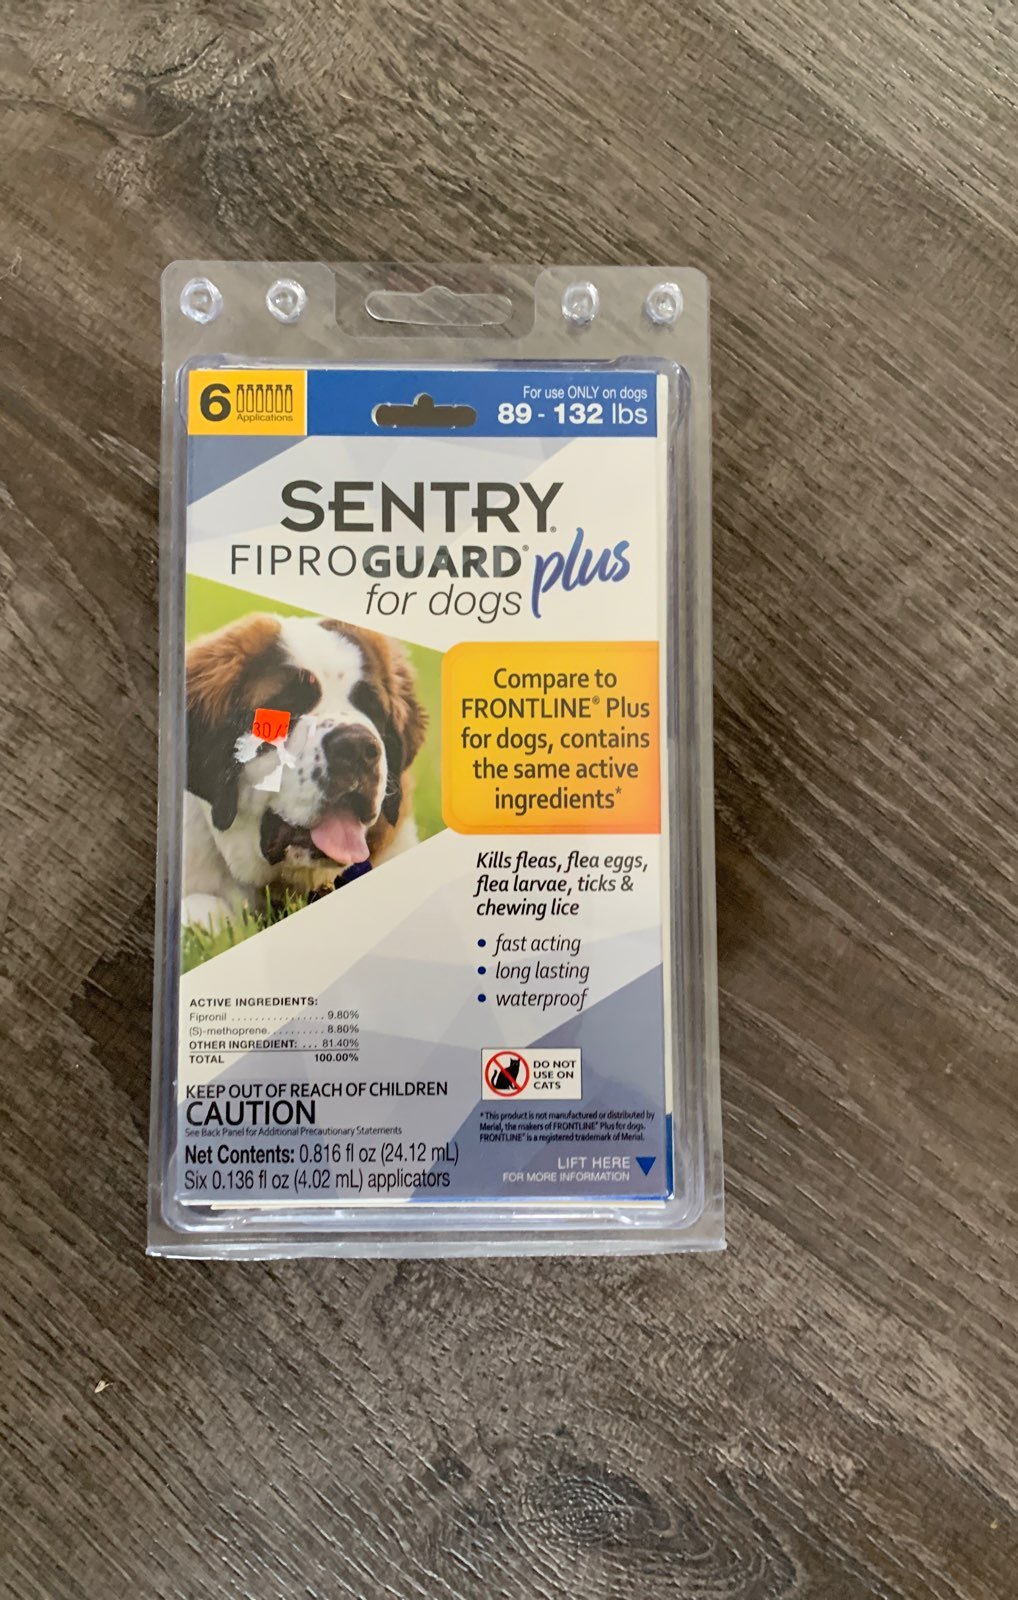 6
Applications
For use ONLY on dogs
89 - 132 lbs
SENTRY®
FIPROGUARD® plus
for dogs
Compare to
FRONTLINE® Plus
for dogs, contains
the same active
ingredients*
30/
Kills fleas, flea eggs,
flea larvae, ticks &
chewing lice
• fast acting
• long lasting
• waterproof
ACTIVE INGREDIENTS:
Fipronil ................ 9.80%
(S)-methoprene.......... 8.80%
OTHER INGREDIENT: ... 81.40%
TOTAL 100.00%
DO NOT
USE ON
CATS
KEEP OUT OF REACH OF CHILDREN
CAUTION
See Back Panel for Additional Precautionary Statements
Net Contents: 0.816 fl oz (24.12 mL)
Six 0.136 fl oz (4.02 mL) applicators
*This product is not manufactured or distributed by
Merial, the makers of FRONTLINE® Plus for dogs.
FRONTLINE® is a registered trademark of Merial.
LIFT HERE
FOR MORE INFORMATION